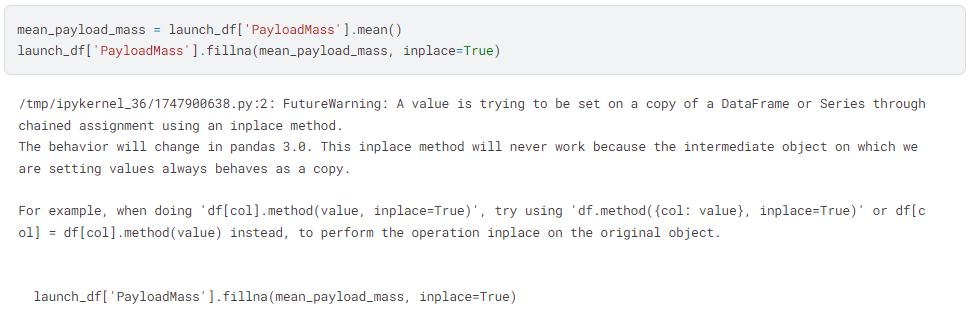 mean_payload_mass = launch_df['PayloadMass'].mean()
launch_df['PayloadMass'].fillna(mean_payload_mass, inplace=True)
/tmp/ipykernel_36/1747900638.py:2: FutureWarning: A value is trying to be set on a copy of a DataFrame or Series through
chained assignment using an inplace method.
The behavior will change in pandas 3.0. This inplace method will never work because the intermediate object on which we
are setting values always behaves as a copy.
For example, when doing 'df[col].method(value, inplace=True)', try using 'df.method({col: value}, inplace=True)' or df[c
ol] = df[col].method(value) instead, to perform the operation inplace on the original object.
launch_df['PayloadMass'].fillna(mean_payload_mass, inplace=True)